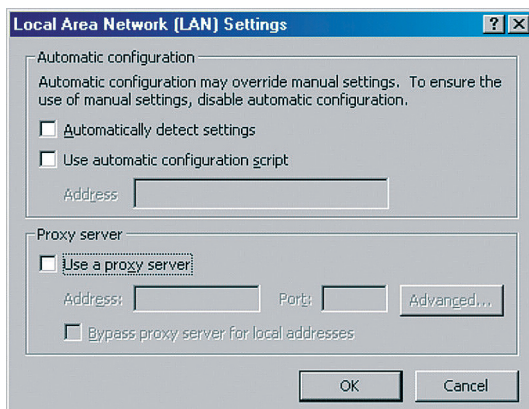 Local Area Network (LAN) Settings
Automatic configuration
Automatic configuration may override manual settings. To ensure the
use of manual settings, disable automatic configuration.
Automatically detect settings
Use automatic configuration script
Address
Proxy server
Use a proxy server
Address: Port: Advanced...
Bypass proxy server for local addresses
OK Cancel